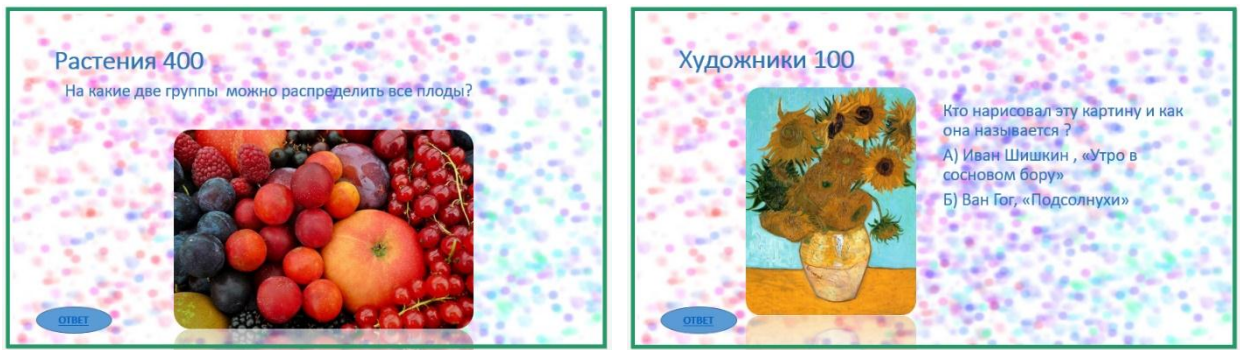 Растения 400
На какие две группы можно распределить все плоды?
ОТВЕТ
Художники 100
Кто нарисовал эту картину и как
она называется ?
А) Иван Шишкин , «Утро в
сосновом бору»
Б) Ван Гог, «Подсолнухи»
ОТВЕТ